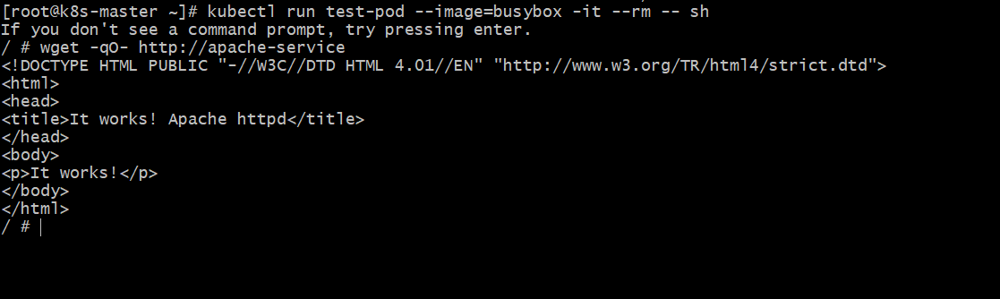 [root@k8s-master ~]# kubectl run test-pod --image=busybox -it --rm -- sh
If you don't see a command prompt, try pressing enter.
/ # wget -qO- http://apache-service
<!DOCTYPE HTML PUBLIC "-//W3C//DTD HTML 4.01//EN" "http://www.w3.org/TR/html4/strict.dtd">
<html>
<head>
<title>It works! Apache httpd</title>
</head>
<body>
<p>It works!</p>
</body>
</html>
/ #